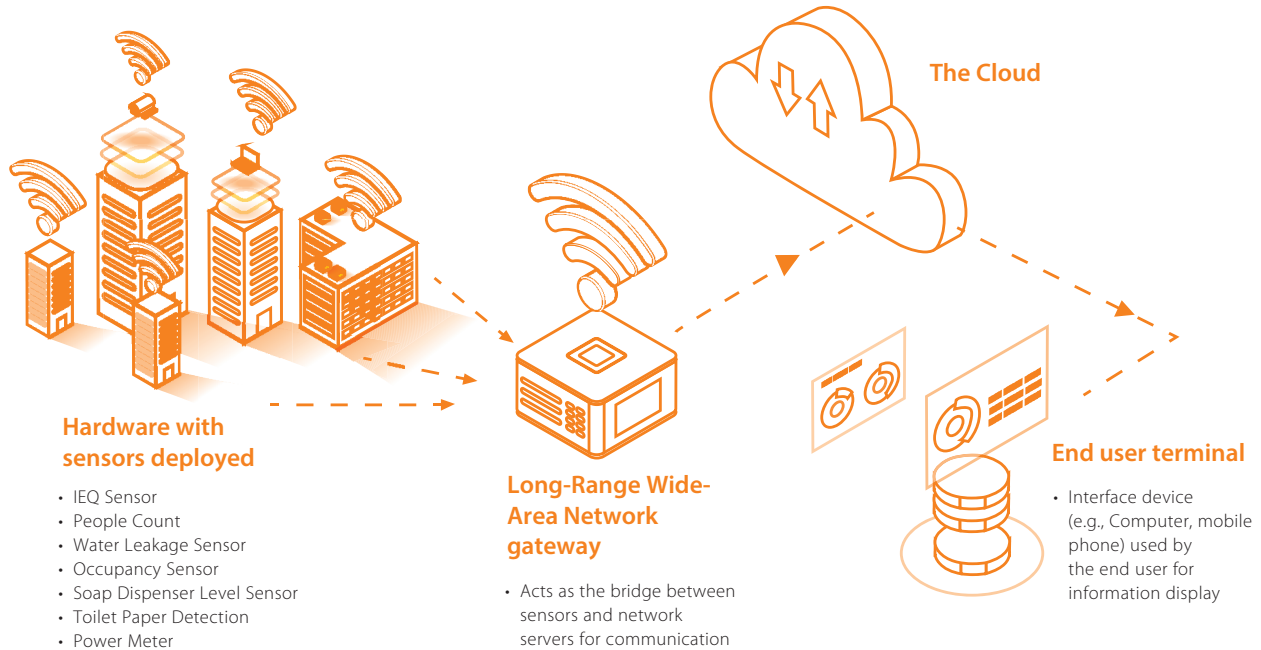 The Cloud
Hardware with
sensors deployed
• IEQ Sensor
• People Count
• Water Leakage Sensor
• Occupancy Sensor
• Soap Dispenser Level Sensor
• Toilet Paper Detection
• Power Meter
Long-Range Wide-
Area Network
gateway
• Acts as the bridge between
sensors and network
servers for communication
End user terminal
• Interface device
(e.g., Computer, mobile
phone) used by
the end user for
information display